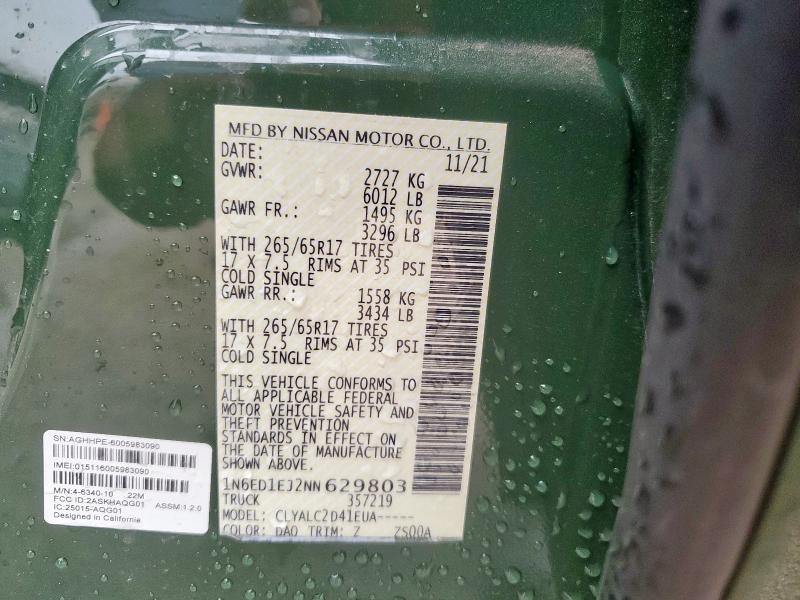 MFD BY NISSAN MOTOR CO., LTD.
DATE: 11/21
GVWR: 2727 KG
6012 LB
GAWR FR.: 1495 KG
3296 LB
WITH 265/65R17 TIRES
17 X 7.5 RIMS AT 35 PSI
COLD SINGLE
GAWR RR.: 1558 KG
3434 LB
WITH 265/65R17 TIRES
17 X 7.5 RIMS AT 35 PSI
COLD SINGLE
THIS VEHICLE CONFORMS TO
ALL APPLICABLE FEDERAL
MOTOR VEHICLE SAFETY AND
THEFT PREVENTION
STANDARDS IN EFFECT ON
THE DATE OF MANUFACTURE
SHOWN ABOVE.
1N6ED1EJ2NN 629803
TRUCK 357219
MODEL: CLYALC2D41EUA-----
COLOR: DAQ TRIM: Z ZS00A
SN:AGHHPE-6005983090
IMEI:015116005983090
M/N:4-6340-10 22M
FCC ID:2ASKHAQG01 ASSM:1.2.0
IC:25015-AQG01
Designed in California